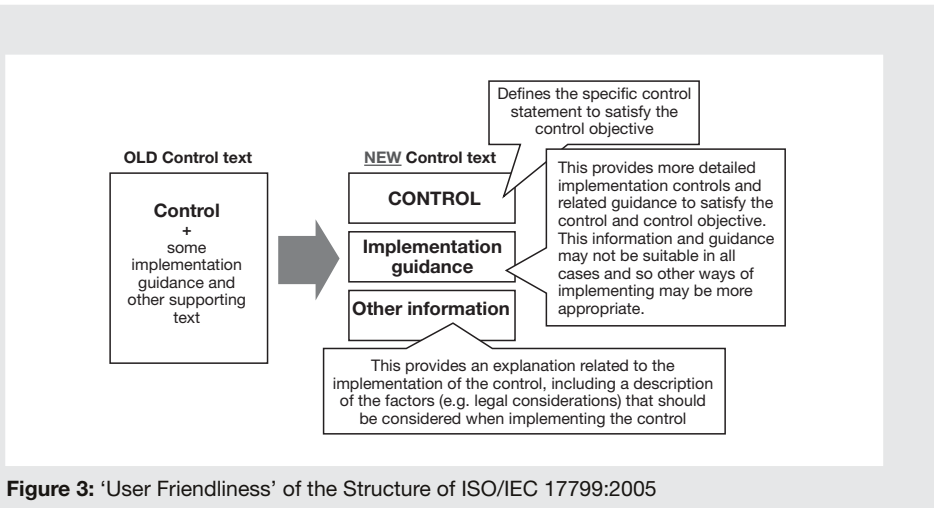 Defines the specific control
statement to satisfy the
control objective
OLD Control text
NEW Control text
Control
+
some
implementation
guidance and
other supporting
text
CONTROL
Implementation
guidance
Other information
This provides more detailed
implementation controls and
related guidance to satisfy the
control and control objective.
This information and guidance
may not be suitable in all
cases and so other ways of
implementing may be more
appropriate.
This provides an explanation related to the
implementation of the control, including a description
of the factors (e.g. legal considerations) that should
be considered when implementing the control
Figure 3: ‘User Friendliness’ of the Structure of ISO/IEC 17799:2005